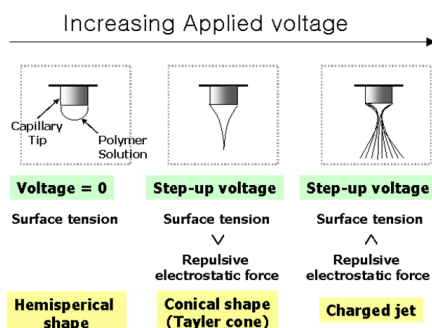 Increasing Applied voltage
Capillary
Tip
Polymer
Solution
Voltage = 0
Step-up voltage
Step-up voltage
Surface tension
Surface tension
Surface tension
Repulsive
electrostatic force
Repulsive
electrostatic force
Hemisperical
shape
Conical shape
(Tayler cone)
Charged jet